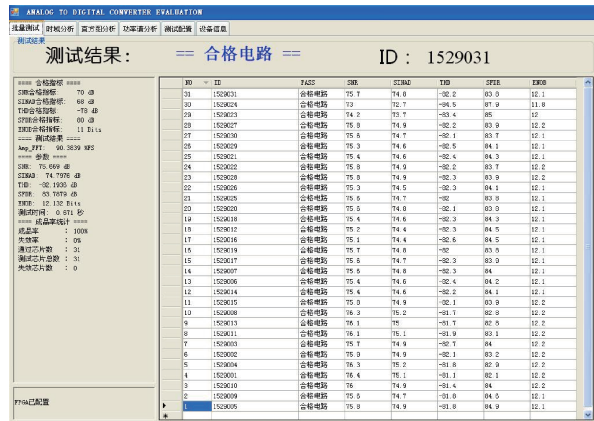 ANALOG TO DIGITAL CONVERTER EVALUATION
批量测试 时域分析 直方图分析 功率谱分析 测试配置 设备信息
测试结果
测试结果: == 合格电路 == ID: 1529031
==== 合格指标 ====
SNR合格指标: 70 dB
SINAD合格指标: 68 dB
THD合格指标: -78 dB
SFDR合格指标: 80 dB
ENOB合格指标: 11 Bits
==== 测试结果 ====
Amp_FFT: 90.3839 %FS
==== 参数 ====
SNR: 75.669 dB
SINAD: 74.7976 dB
THD: -82.1936 dB
SFDR: 83.7879 dB
ENOB: 12.132 Bits
测试时间: 0.671 秒
==== 成品率统计 ====
成品率 : 100%
失效率 : 0%
通过芯片数 : 31
测试芯片总数 : 31
失效芯片数 : 0
FPGA已配置
NO ID PASS SNR SINAD THD SFDR ENOB
31 1529031 合格电路 75.7 74.8 -82.2 83.8 12.1
30 1529024 合格电路 73 72.7 -84.5 87.9 11.8
29 1529023 合格电路 74.2 73.7 -83.4 85 12
28 1529027 合格电路 75.8 74.9 -82.2 83.9 12.2
27 1529030 合格电路 75.6 74.7 -82.1 83.7 12.1
26 1529029 合格电路 75.3 74.6 -82.5 84.1 12.1
25 1529021 合格电路 75.4 74.6 -82.4 84.3 12.1
24 1529022 合格电路 75.8 74.9 -82.2 83.7 12.2
23 1529028 合格电路 75.8 74.9 -82.3 83.9 12.2
22 1529026 合格电路 75.3 74.5 -82.3 84.1 12.1
21 1529025 合格电路 75.6 74.7 -82 83.8 12.1
20 1529020 合格电路 75.6 74.8 -82.1 83.8 12.1
19 1529018 合格电路 75.4 74.6 -82.3 84.3 12.1
18 1529012 合格电路 75.2 74.4 -82.3 84.5 12.1
17 1529016 合格电路 75.1 74.4 -82.6 84.5 12.1
16 1529019 合格电路 75.7 74.8 -82 83.8 12.1
15 1529017 合格电路 75.6 74.7 -82.3 83.9 12.1
14 1529007 合格电路 75.6 74.8 -82.3 84 12.1
13 1529006 合格电路 75.4 74.6 -82.4 84.2 12.1
12 1529014 合格电路 75.4 74.6 -82.2 84.1 12.1
11 1529015 合格电路 75.8 74.9 -82.1 83.9 12.2
10 1529008 合格电路 76.3 75.2 -81.7 82.8 12.2
9 1529013 合格电路 76.1 75 -81.7 82.8 12.2
8 1529011 合格电路 76.1 75.1 -81.9 83.1 12.2
7 1529003 合格电路 75.7 74.9 -82.7 84 12.2
6 1529002 合格电路 75.9 74.9 -82.1 83.2 12.2
5 1529004 合格电路 76.3 75.2 -81.8 82.9 12.2
4 1529001 合格电路 76.4 75.1 -81.1 82.1 12.2
3 1529010 合格电路 76 74.9 -81.4 84 12.2
2 1529009 合格电路 75.6 74.7 -81.8 84.6 12.1
1 1529005 合格电路 75.8 74.9 -81.8 84.9 12.1